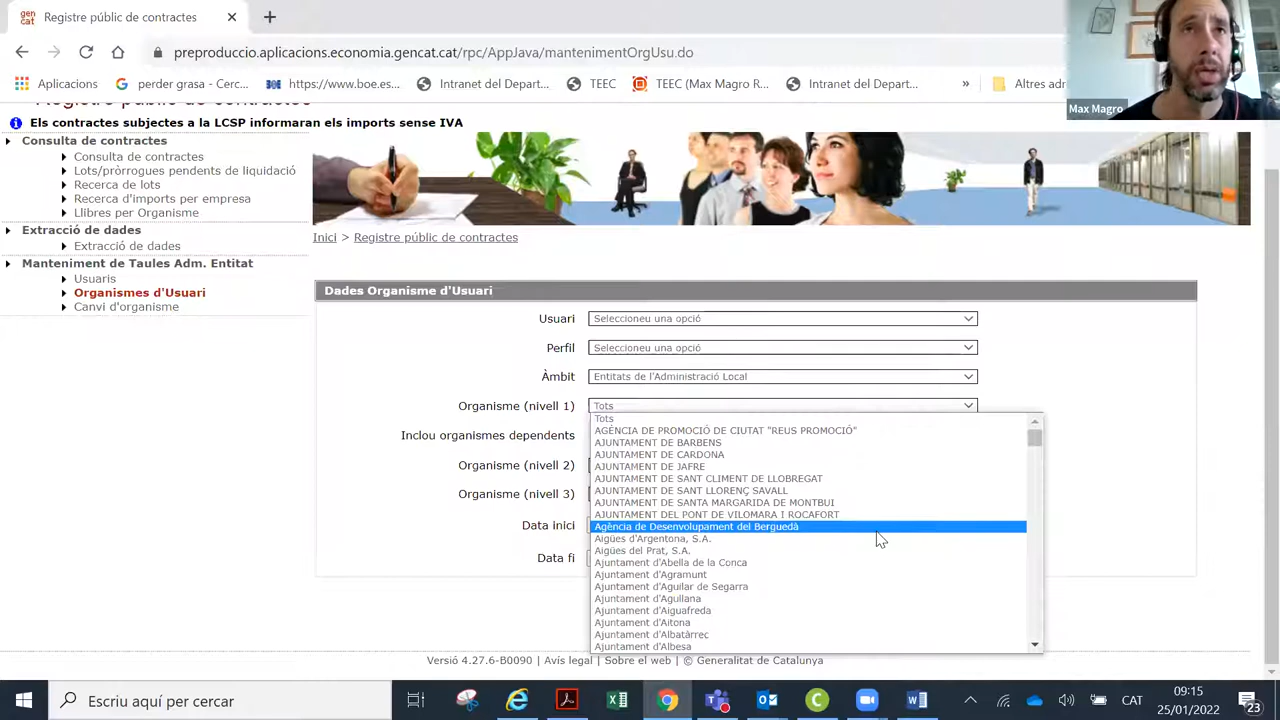 gen
cat
Registre públic de contractes
preproduccio.aplicacions.economia.gencat.cat/rpc/AppJava/mantenimentOrgUsu.do
Aplicacions
perder grasa - Cerc...
https://www.boe.es...
Intranet del Depart...
TEEC
TEEC (Max Magro R...
Intranet del Depart...
»
Altres adr
Max Magro
Registre públic de contractes
Els contractes subjectes a la LCSP informaran els imports sense IVA
Consulta de contractes
Consulta de contractes
Lots/pròrrogues pendents de liquidació
Recerca de lots
Recerca d'imports per empresa
Llibres per Organisme
Extracció de dades
Extracció de dades
Manteniment de Taules Adm. Entitat
Usuaris
Organismes d'Usuari
Canvi d'organisme
Inici > Registre públic de contractes
Dades Organisme d'Usuari
Usuari Seleccioneu una opció
Perfil Seleccioneu una opció
Àmbit Entitats de l'Administració Local
Organisme (nivell 1) Tots
Inclou organismes dependents
Organisme (nivell 2)
Organisme (nivell 3)
Data inici
Data fi
Tots
AGÈNCIA DE PROMOCIÓ DE CIUTAT "REUS PROMOCIÓ"
AJUNTAMENT DE BARBENS
AJUNTAMENT DE CARDONA
AJUNTAMENT DE JAFRE
AJUNTAMENT DE SANT CLIMENT DE LLOBREGAT
AJUNTAMENT DE SANT LLORENÇ SAVALL
AJUNTAMENT DE SANTA MARGARIDA DE MONTBUI
AJUNTAMENT DEL PONT DE VILOMARA I ROCAFORT
Agència de Desenvolupament del Berguedà
Aigües d'Argentona, S.A.
Aigües del Prat, S.A.
Ajuntament d'Abella de la Conca
Ajuntament d'Agramunt
Ajuntament d'Aguilar de Segarra
Ajuntament d'Agullana
Ajuntament d'Aiguafreda
Ajuntament d'Aitona
Ajuntament d'Albatàrrec
Ajuntament d'Albesa
Versió 4.27.6-B0090 | Avís legal | Sobre el web | © Generalitat de Catalunya
Escriu aquí per cercar
CAT
09:15
25/01/2022
23